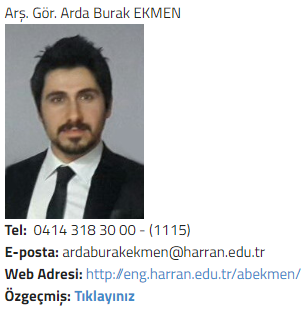 Arş. Gör. Arda Burak EKMEN
Tel: 0414 318 30 00 - (1115)
E-posta: ardaburakekmen@harran.edu.tr
Web Adresi: http://eng.harran.edu.tr/abekmen/
Özgeçmiş: Tıklayınız